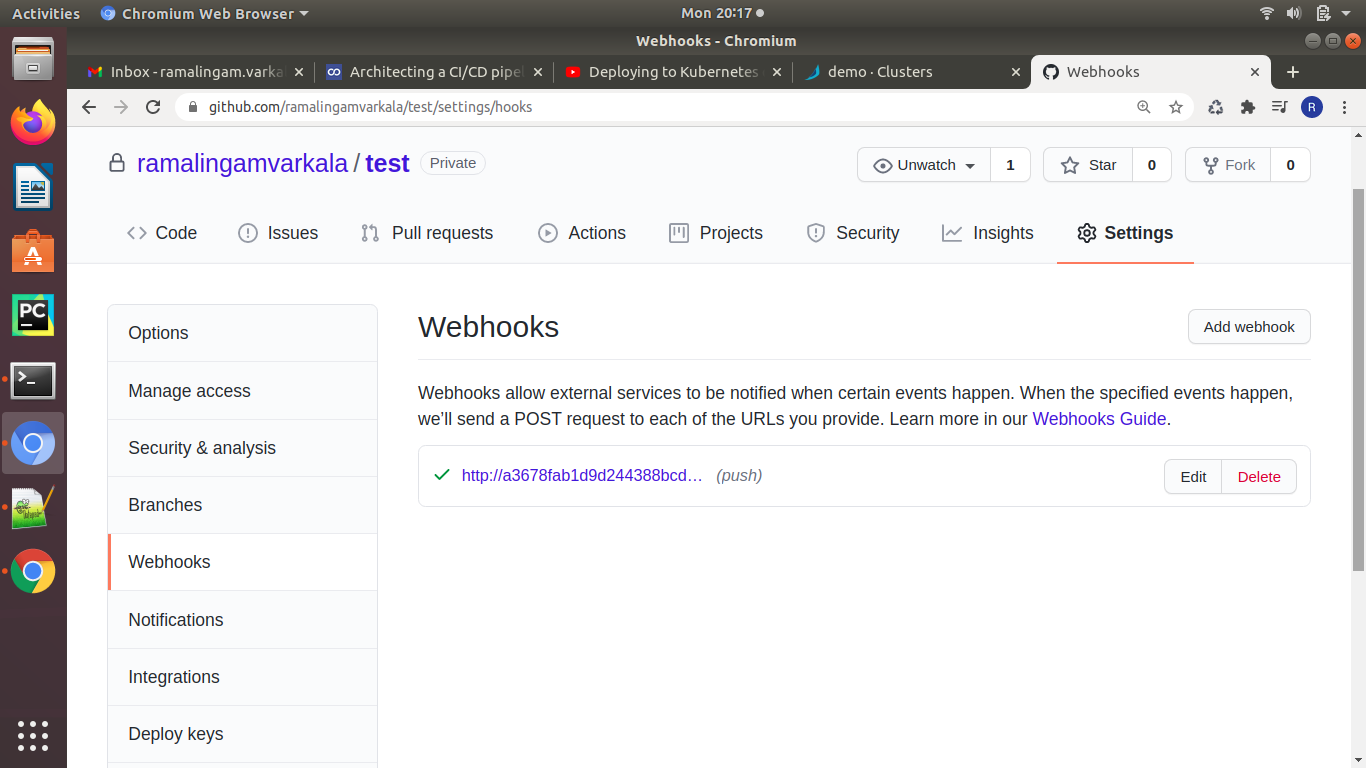 Activities
Chromium Web Browser
Mon 20:17
Webhooks - Chromium
Inbox - ramalingam.varka
Architecting a CI/CD pipel
Deploying to Kubernetes
demo · Clusters
Webhooks
github.com/ramalingamvarkala/test/settings/hooks
R
ramalingamvarkala / test
Private
Unwatch
1
Star
0
Fork
0
Code
Issues
Pull requests
Actions
Projects
Security
Insights
Settings
Options
Manage access
Security & analysis
Branches
Webhooks
Notifications
Integrations
Deploy keys
Webhooks
Add webhook
Webhooks allow external services to be notified when certain events happen. When the specified events happen,
we'll send a POST request to each of the URLs you provide. Learn more in our Webhooks Guide.
http://a3678fab1d9d244388bcd… (push)
Edit
Delete
PC